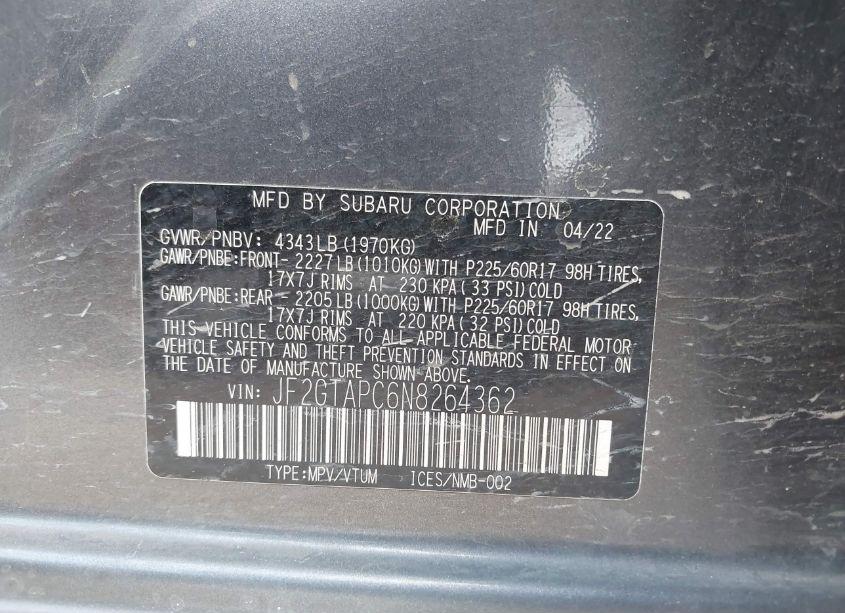 MFD BY SUBARU CORPORATION
MFD IN 04/22
GVWR/PNBV: 4343LB(1970KG)
GAWR/PNBE:FRONT- 2227LB(1010KG)WITH P225/60R17 98H TIRES,
17X7J RIMS AT 230 KPA(33 PSI)COLD
GAWR/PNBE:REAR - 2205LB(1000KG)WITH P225/60R17 98H TIRES,
17X7J RIMS AT 220 KPA(32 PSI)COLD
THIS VEHICLE CONFORMS TO ALL APPLICABLE FEDERAL MOTOR
VEHICLE SAFETY AND THEFT PREVENTION STANDARDS IN EFFECT ON
THE DATE OF MANUFACTURE SHOWN ABOVE.
VIN: JF2GTAPC6N8264362
TYPE:MPV/VTUM ICES/NMB-002